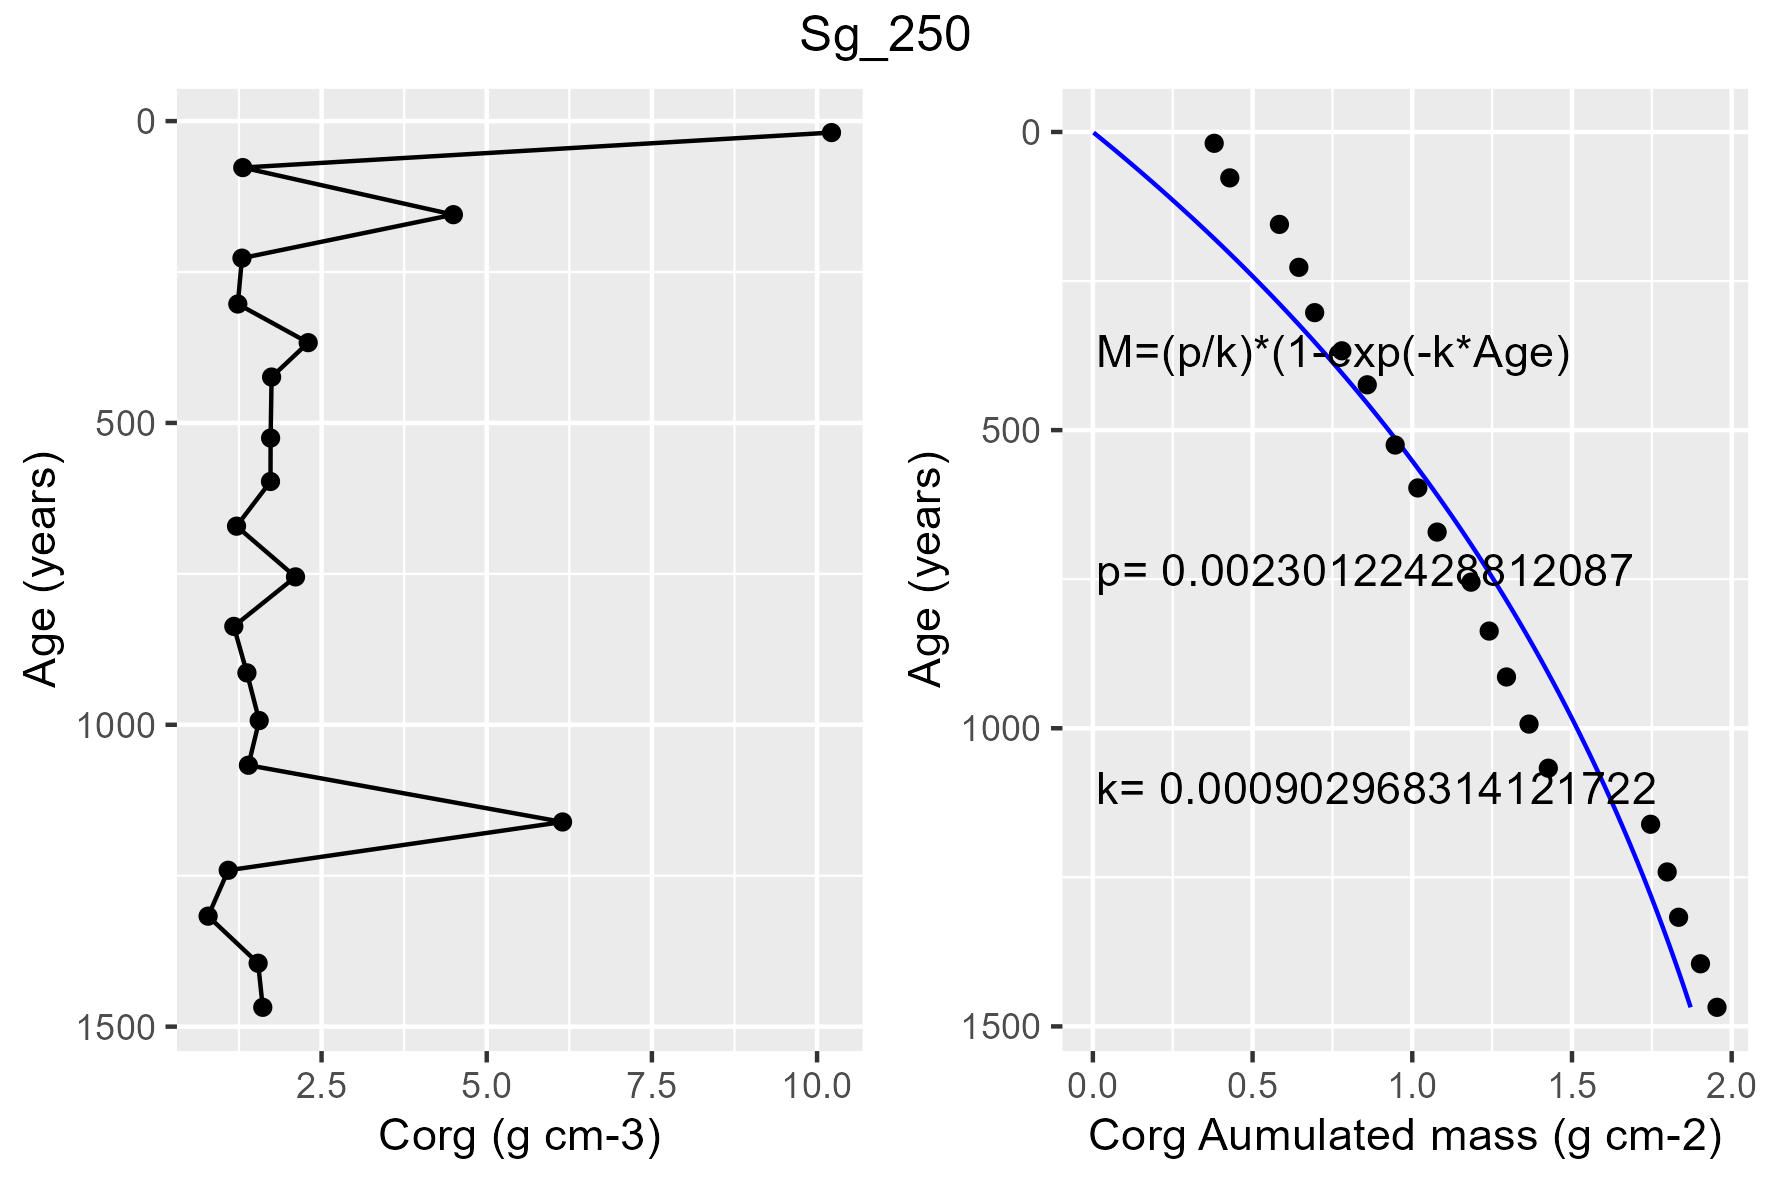 Sg_250
0
500
1000
1500
Age (years)
2.5 5.0 7.5 10.0
Corg (g cm-3)
0
500
1000
1500
Age (years)
M=(p/k)*(1-exp(-k*Age)
p= 0.00230122428812087
k= 0.000902968314121722
0.0 0.5 1.0 1.5 2.0
Corg Aumulated mass (g cm-2)